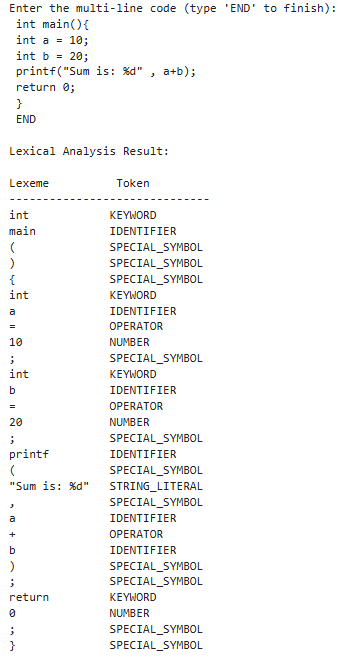 Enter the multi-line code (type 'END' to finish):
int main(){
int a = 10;
int b = 20;
printf("Sum is: %d" , a+b);
return 0;
}
END
Lexical Analysis Result:
Lexeme Token
------------------------------
int KEYWORD
main IDENTIFIER
( SPECIAL_SYMBOL
) SPECIAL_SYMBOL
{ SPECIAL_SYMBOL
int KEYWORD
a IDENTIFIER
= OPERATOR
10 NUMBER
; SPECIAL_SYMBOL
int KEYWORD
b IDENTIFIER
= OPERATOR
20 NUMBER
; SPECIAL_SYMBOL
printf IDENTIFIER
( SPECIAL_SYMBOL
"Sum is: %d" STRING_LITERAL
, SPECIAL_SYMBOL
a IDENTIFIER
+ OPERATOR
b IDENTIFIER
) SPECIAL_SYMBOL
; SPECIAL_SYMBOL
return KEYWORD
0 NUMBER
; SPECIAL_SYMBOL
} SPECIAL_SYMBOL